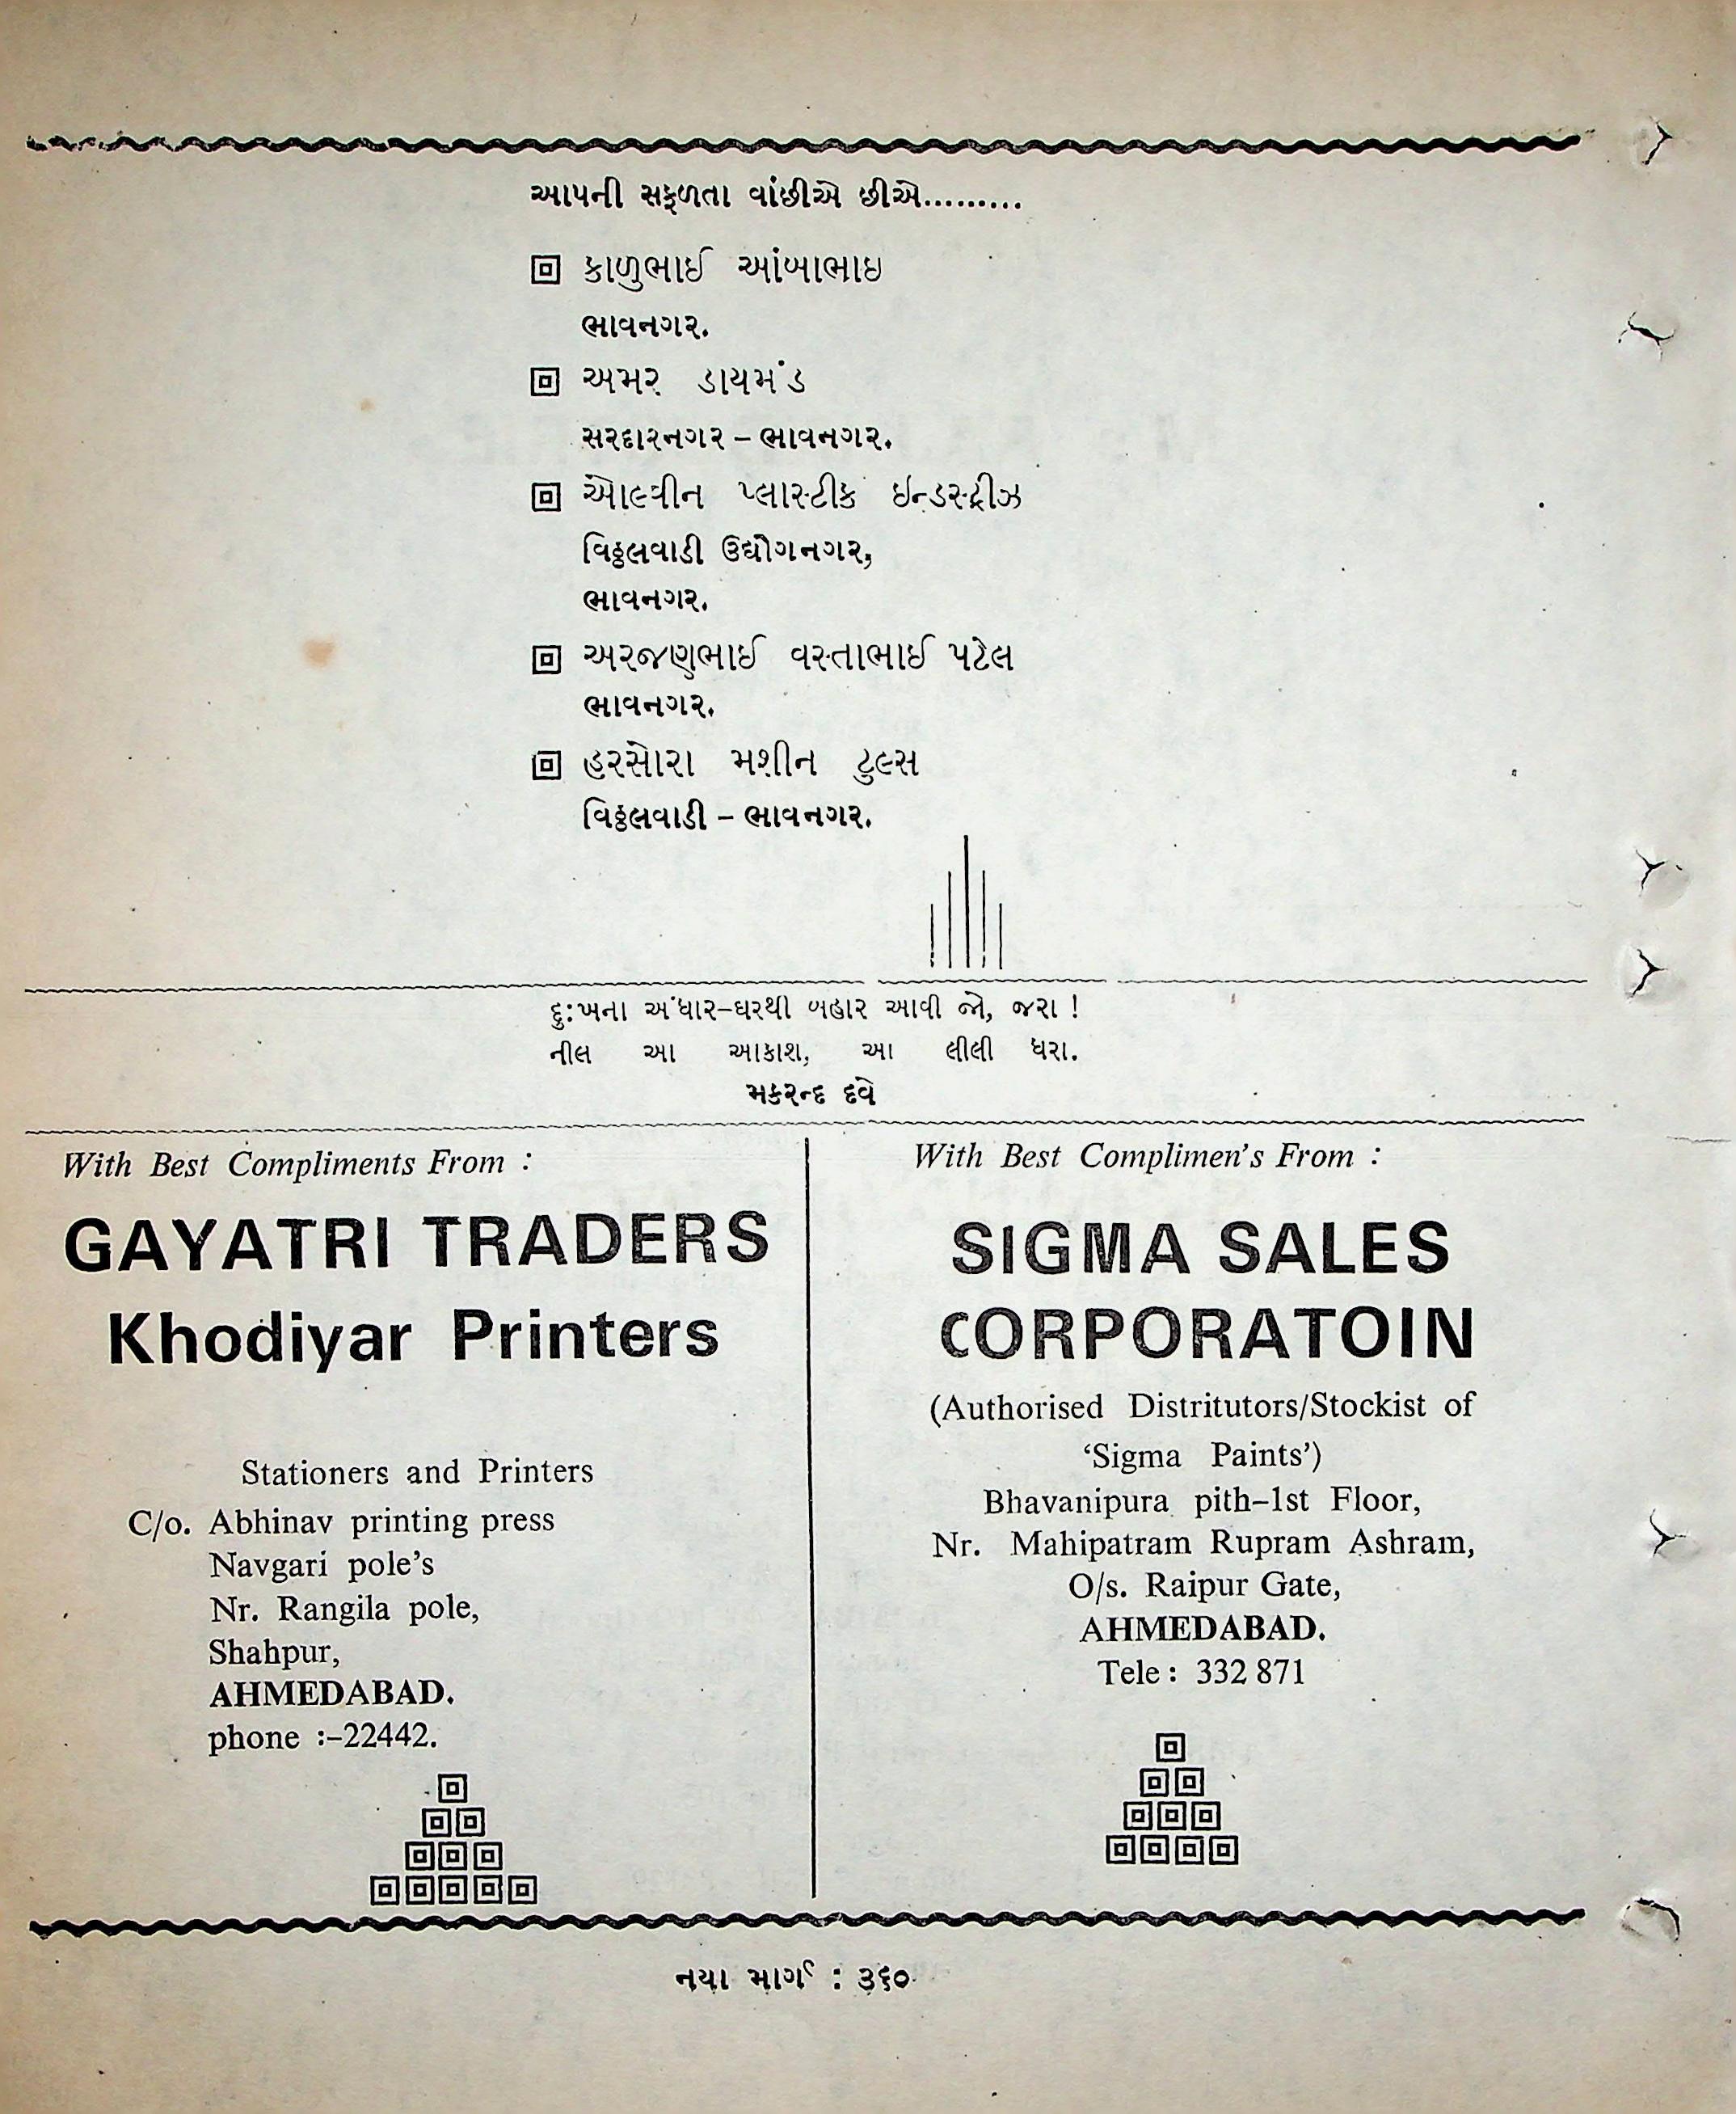 આપની સફળતા વાંછીએ છીએ.........
કાળુભાઈ આંબાભાઇ
ભાવનગર.
અમર ડાયમંડ
સરદારનગર – ભાવનગર.
ઓલ્વીન પ્લાસ્ટીક ઇન્ડસ્ટ્રીઝ
વિઠ્ઠલવાડી ઉદ્યોગનગર,
ભાવનગર.
અરજણભાઈ વસ્તાભાઈ પટેલ
ભાવનગર.
હરસોરા મશીન ટુલ્સ
વિઠ્ઠલવાડી – ભાવનગર.
દુ:ખના અંધાર–ઘરથી બહાર આવી જો, જરા !
નીલ આ આકાશ, આ લીલી ધરા.
મકરન્દ દવે
With Best Compliments From :
GAYATRI TRADERS
Khodiyar Printers
Stationers and Printers
C/o. Abhinav printing press
Navgari pole's
Nr. Rangila pole,
Shahpur,
AHMEDABAD.
phone :–22442.
With Best Complimen's From :
SIGMA SALES
CORPORATOIN
(Authorised Distritutors/Stockist of
'Sigma Paints')
Bhavanipura pith–1st Floor,
Nr. Mahipatram Rupram Ashram,
O/s. Raipur Gate,
AHMEDABAD.
Tele : 332 871
નયા માર્ગ : ૩૬૦